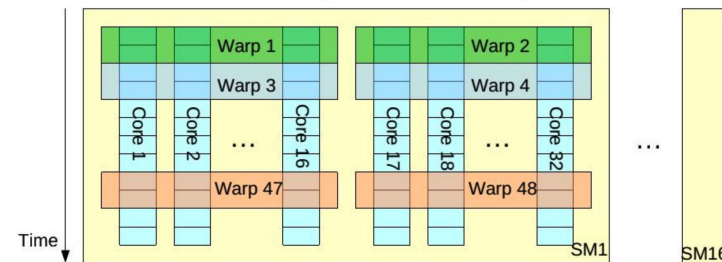 Warp 1
Warp 2
Warp 3
Warp 4
Core 1
Core 2
...
Core 16
Core 17
Core 18
...
Core 32
...
Warp 47
Warp 48
Time
SM1
SM16